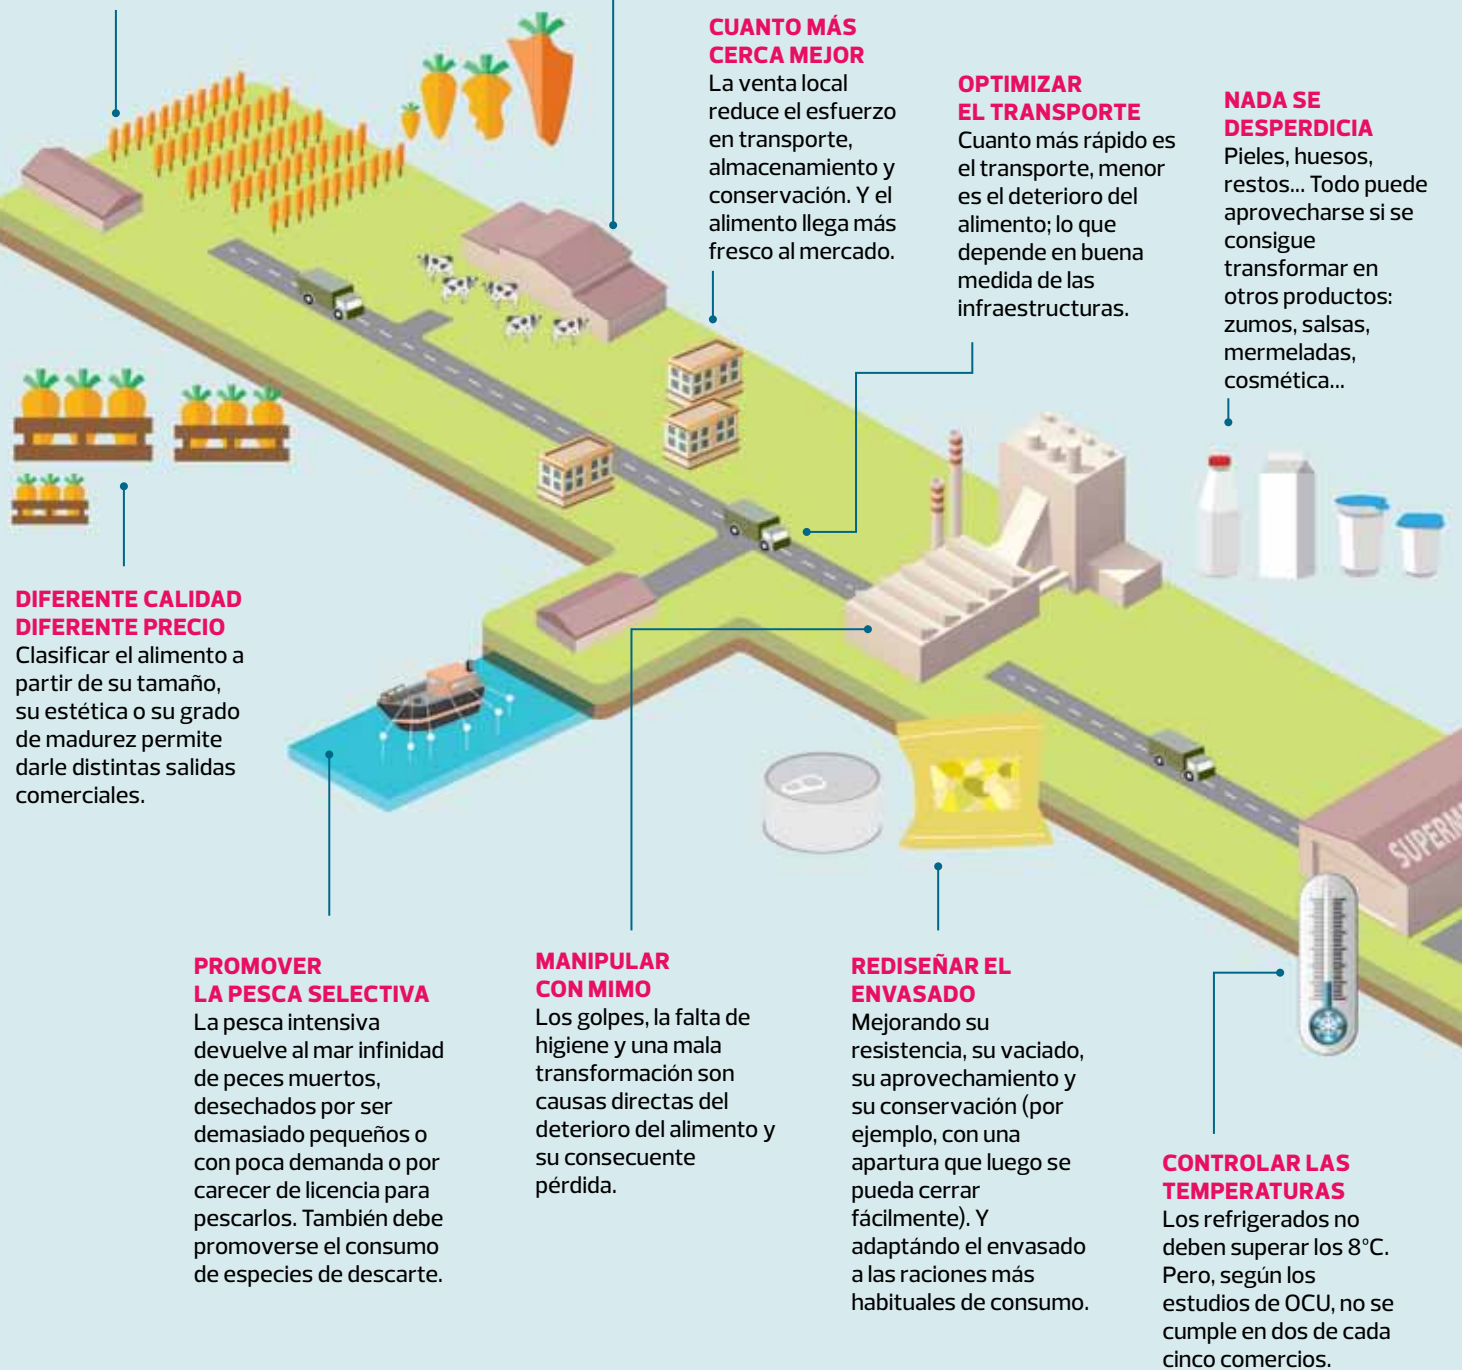 CUANTO MÁS
CERCA MEJOR
La venta local
reduce el esfuerzo
en transporte,
almacenamiento y
conservación. Y el
alimento llega más
fresco al mercado.
OPTIMIZAR
EL TRANSPORTE
Cuanto más rápido es
el transporte, menor
es el deterioro del
alimento; lo que
depende en buena
medida de las
infraestructuras.
NADA SE
DESPERDICIA
Pieles, huesos,
restos... Todo puede
aprovecharse si se
consigue
transformar en
otros productos:
zumos, salsas,
mermeladas,
cosmética...
DIFERENTE CALIDAD
DIFERENTE PRECIO
Clasificar el alimento a
partir de su tamaño,
su estética o su grado
de madurez permite
darle distintas salidas
comerciales.
PROMOVER
LA PESCA SELECTIVA
La pesca intensiva
devuelve al mar infinidad
de peces muertos,
desechados por ser
demasiado pequeños o
con poca demanda o por
carecer de licencia para
pescarlos. También debe
promoverse el consumo
de especies de descarte.
MANIPULAR
CON MIMO
Los golpes, la falta de
higiene y una mala
transformación son
causas directas del
deterioro del alimento y
su consecuente
pérdida.
REDISEÑAR EL
ENVASADO
Mejorando su
resistencia, su vaciado,
su aprovechamiento y
su conservación (por
ejemplo, con una
apartura que luego se
pueda cerrar
fácilmente). Y
adaptándo el envasado
a las raciones más
habituales de consumo.
SUPERM
CONTROLAR LAS
TEMPERATURAS
Los refrigerados no
deben superar los 8°C.
Pero, según los
estudios de OCU, no se
cumple en dos de cada
cinco comercios.